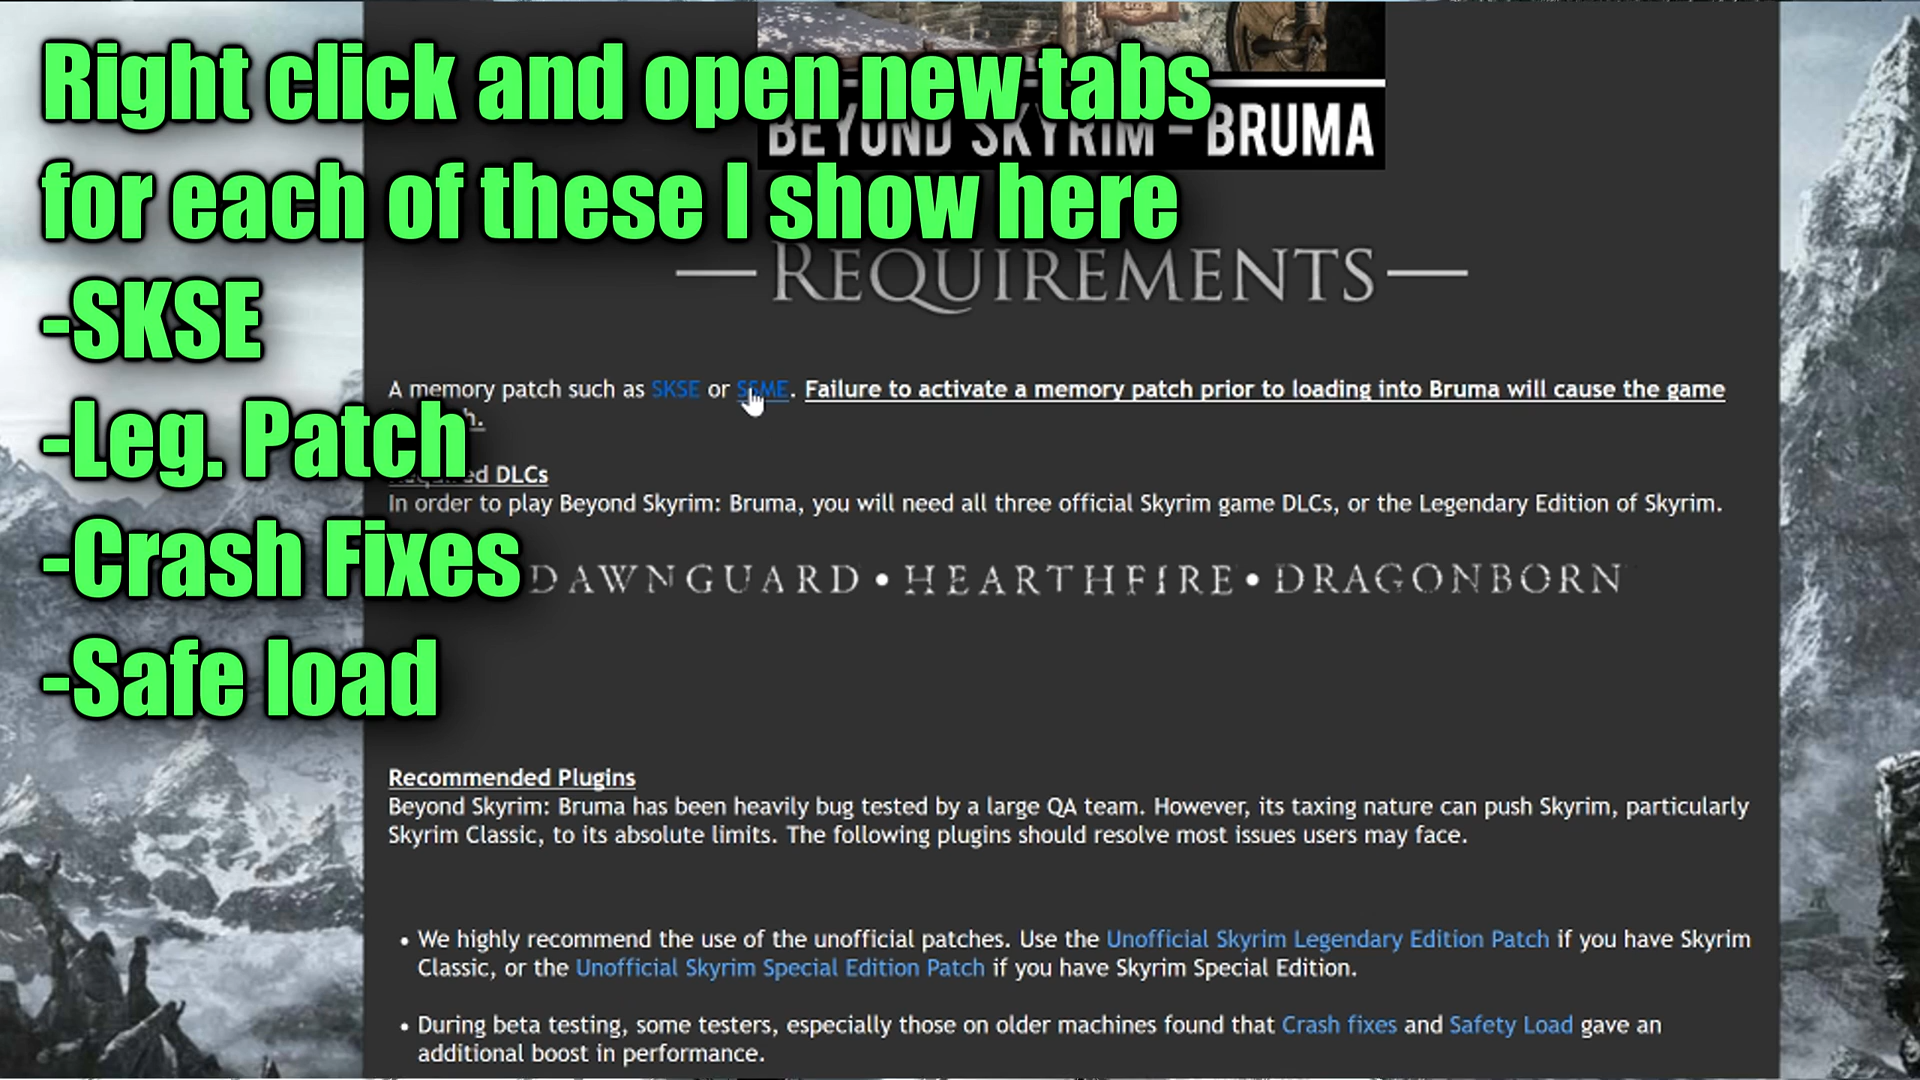 Right click and open new tabs
for each of these I show here
-SKSE
-Leg. Patch
-Crash Fixes
-Safe load
BEYOND SKYRIM – BRUMA
REQUIREMENTS
A memory patch such as SKSE or SSME. Failure to activate a memory patch prior to loading into Bruma will cause the game
DLCs
In order to play Beyond Skyrim: Bruma, you will need all three official Skyrim game DLCs, or the Legendary Edition of Skyrim.
DAWNGUARD • HEARTHFIRE • DRAGONBORN
Recommended Plugins
Beyond Skyrim: Bruma has been heavily bug tested by a large QA team. However, its taxing nature can push Skyrim, particularly
Skyrim Classic, to its absolute limits. The following plugins should resolve most issues users may face.
• We highly recommend the use of the unofficial patches. Use the Unofficial Skyrim Legendary Edition Patch if you have Skyrim
Classic, or the Unofficial Skyrim Special Edition Patch if you have Skyrim Special Edition.
• During beta testing, some testers, especially those on older machines found that Crash fixes and Safety Load gave an
additional boost in performance.